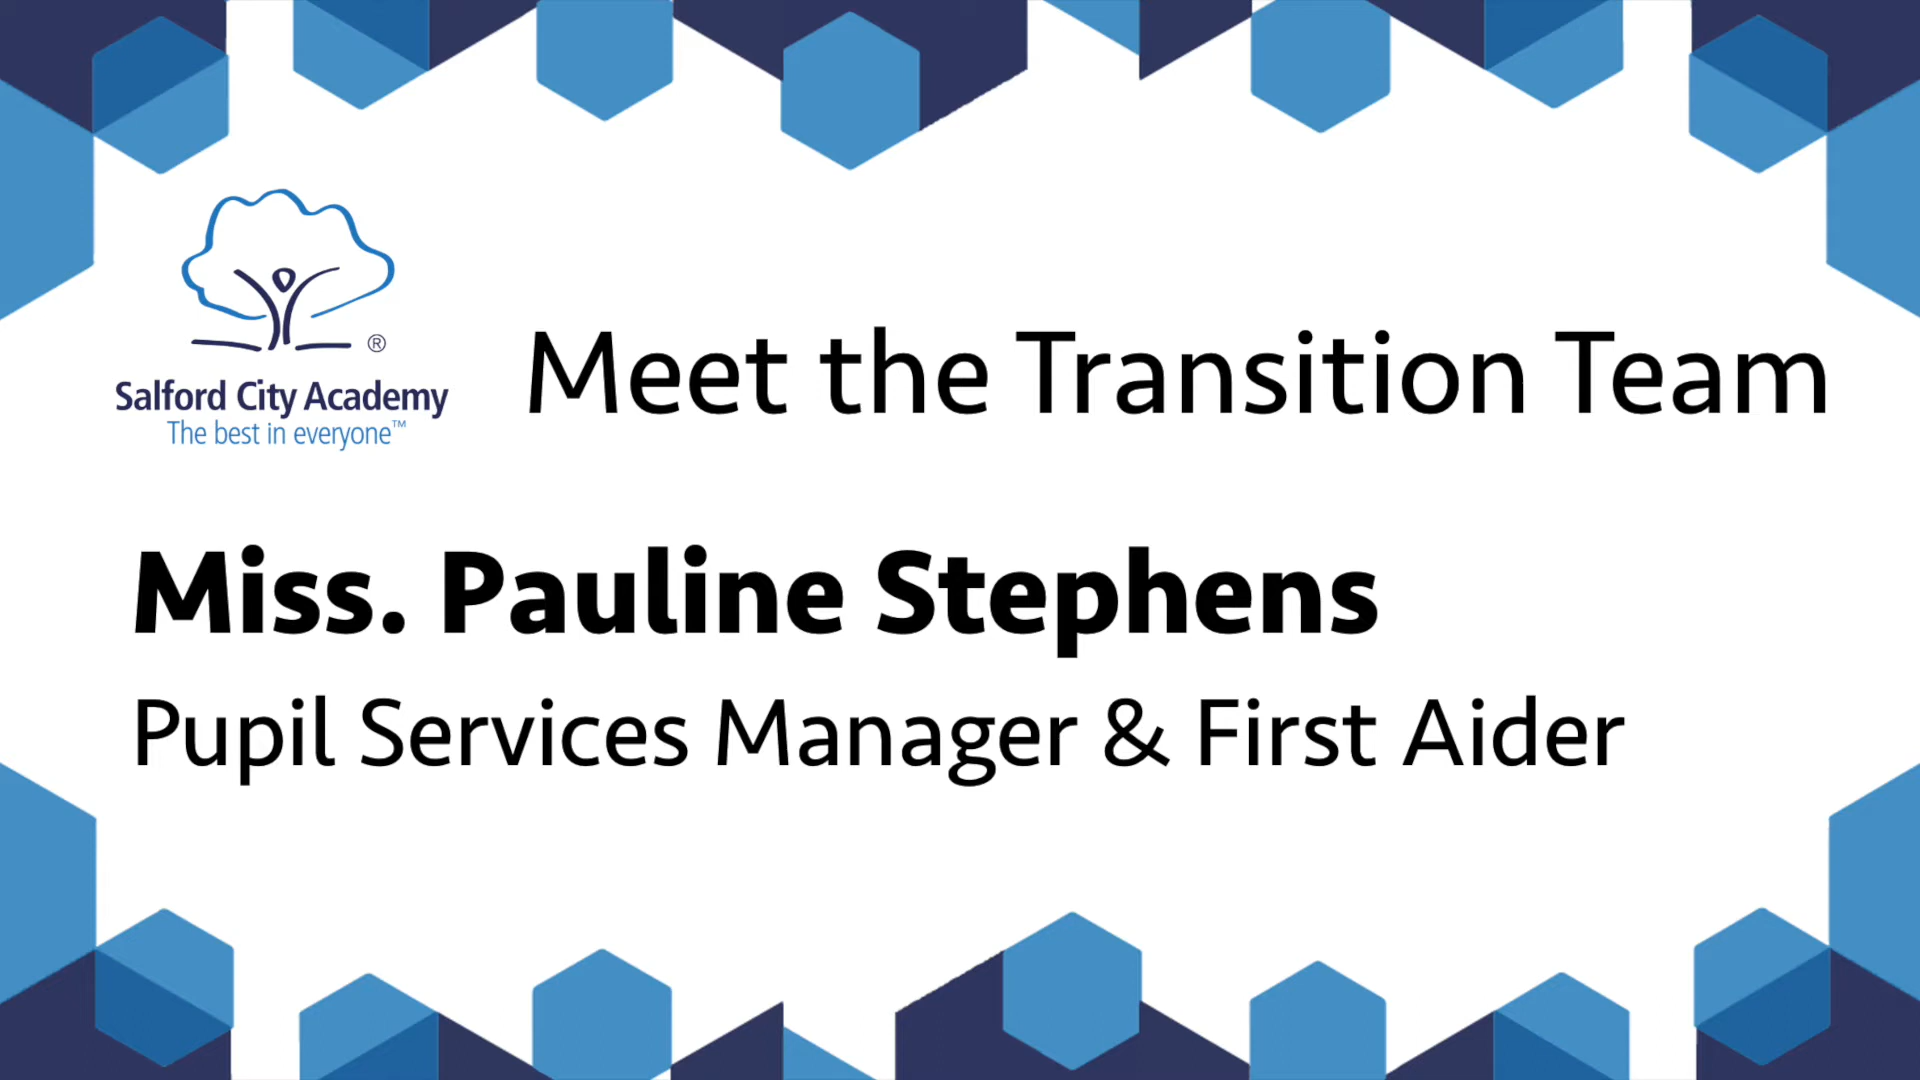 ®
Salford City Academy
The best in everyone™
Meet the Transition Team
Miss. Pauline Stephens
Pupil Services Manager & First Aider